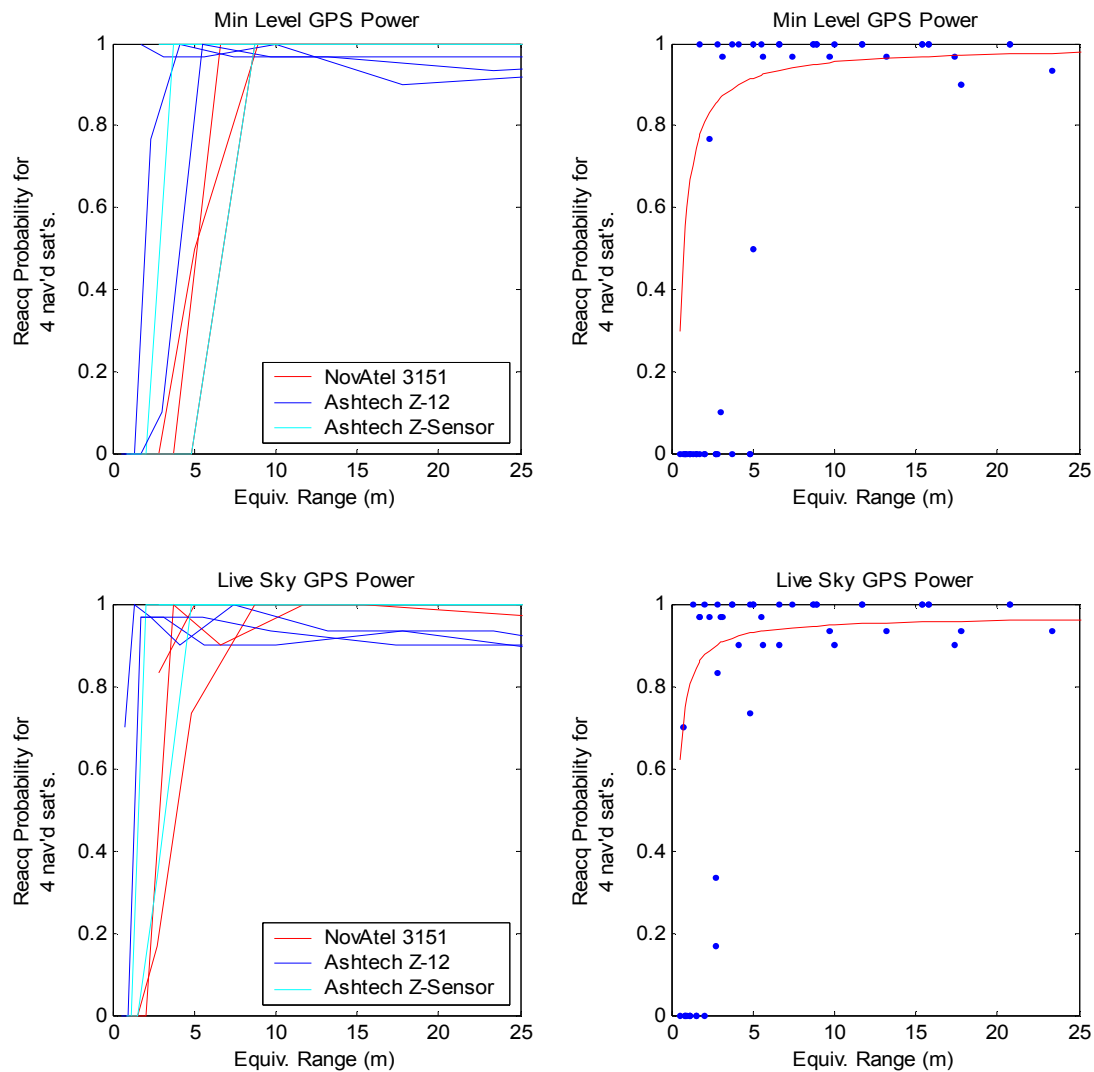 Min Level GPS Power
1
0.8
0.6
0.4
0.2
0
0 5 10 15 20 25
Reacq Probability for
4 nav'd sat's.
Equiv. Range (m)
NovAtel 3151
Ashtech Z-12
Ashtech Z-Sensor
Min Level GPS Power
1
0.8
0.6
0.4
0.2
0
0 5 10 15 20 25
Reacq Probability for
4 nav'd sat's.
Equiv. Range (m)
Live Sky GPS Power
1
0.8
0.6
0.4
0.2
0
0 5 10 15 20 25
Reacq Probability for
4 nav'd sat's.
Equiv. Range (m)
NovAtel 3151
Ashtech Z-12
Ashtech Z-Sensor
Live Sky GPS Power
1
0.8
0.6
0.4
0.2
0
0 5 10 15 20 25
Reacq Probability for
4 nav'd sat's.
Equiv. Range (m)